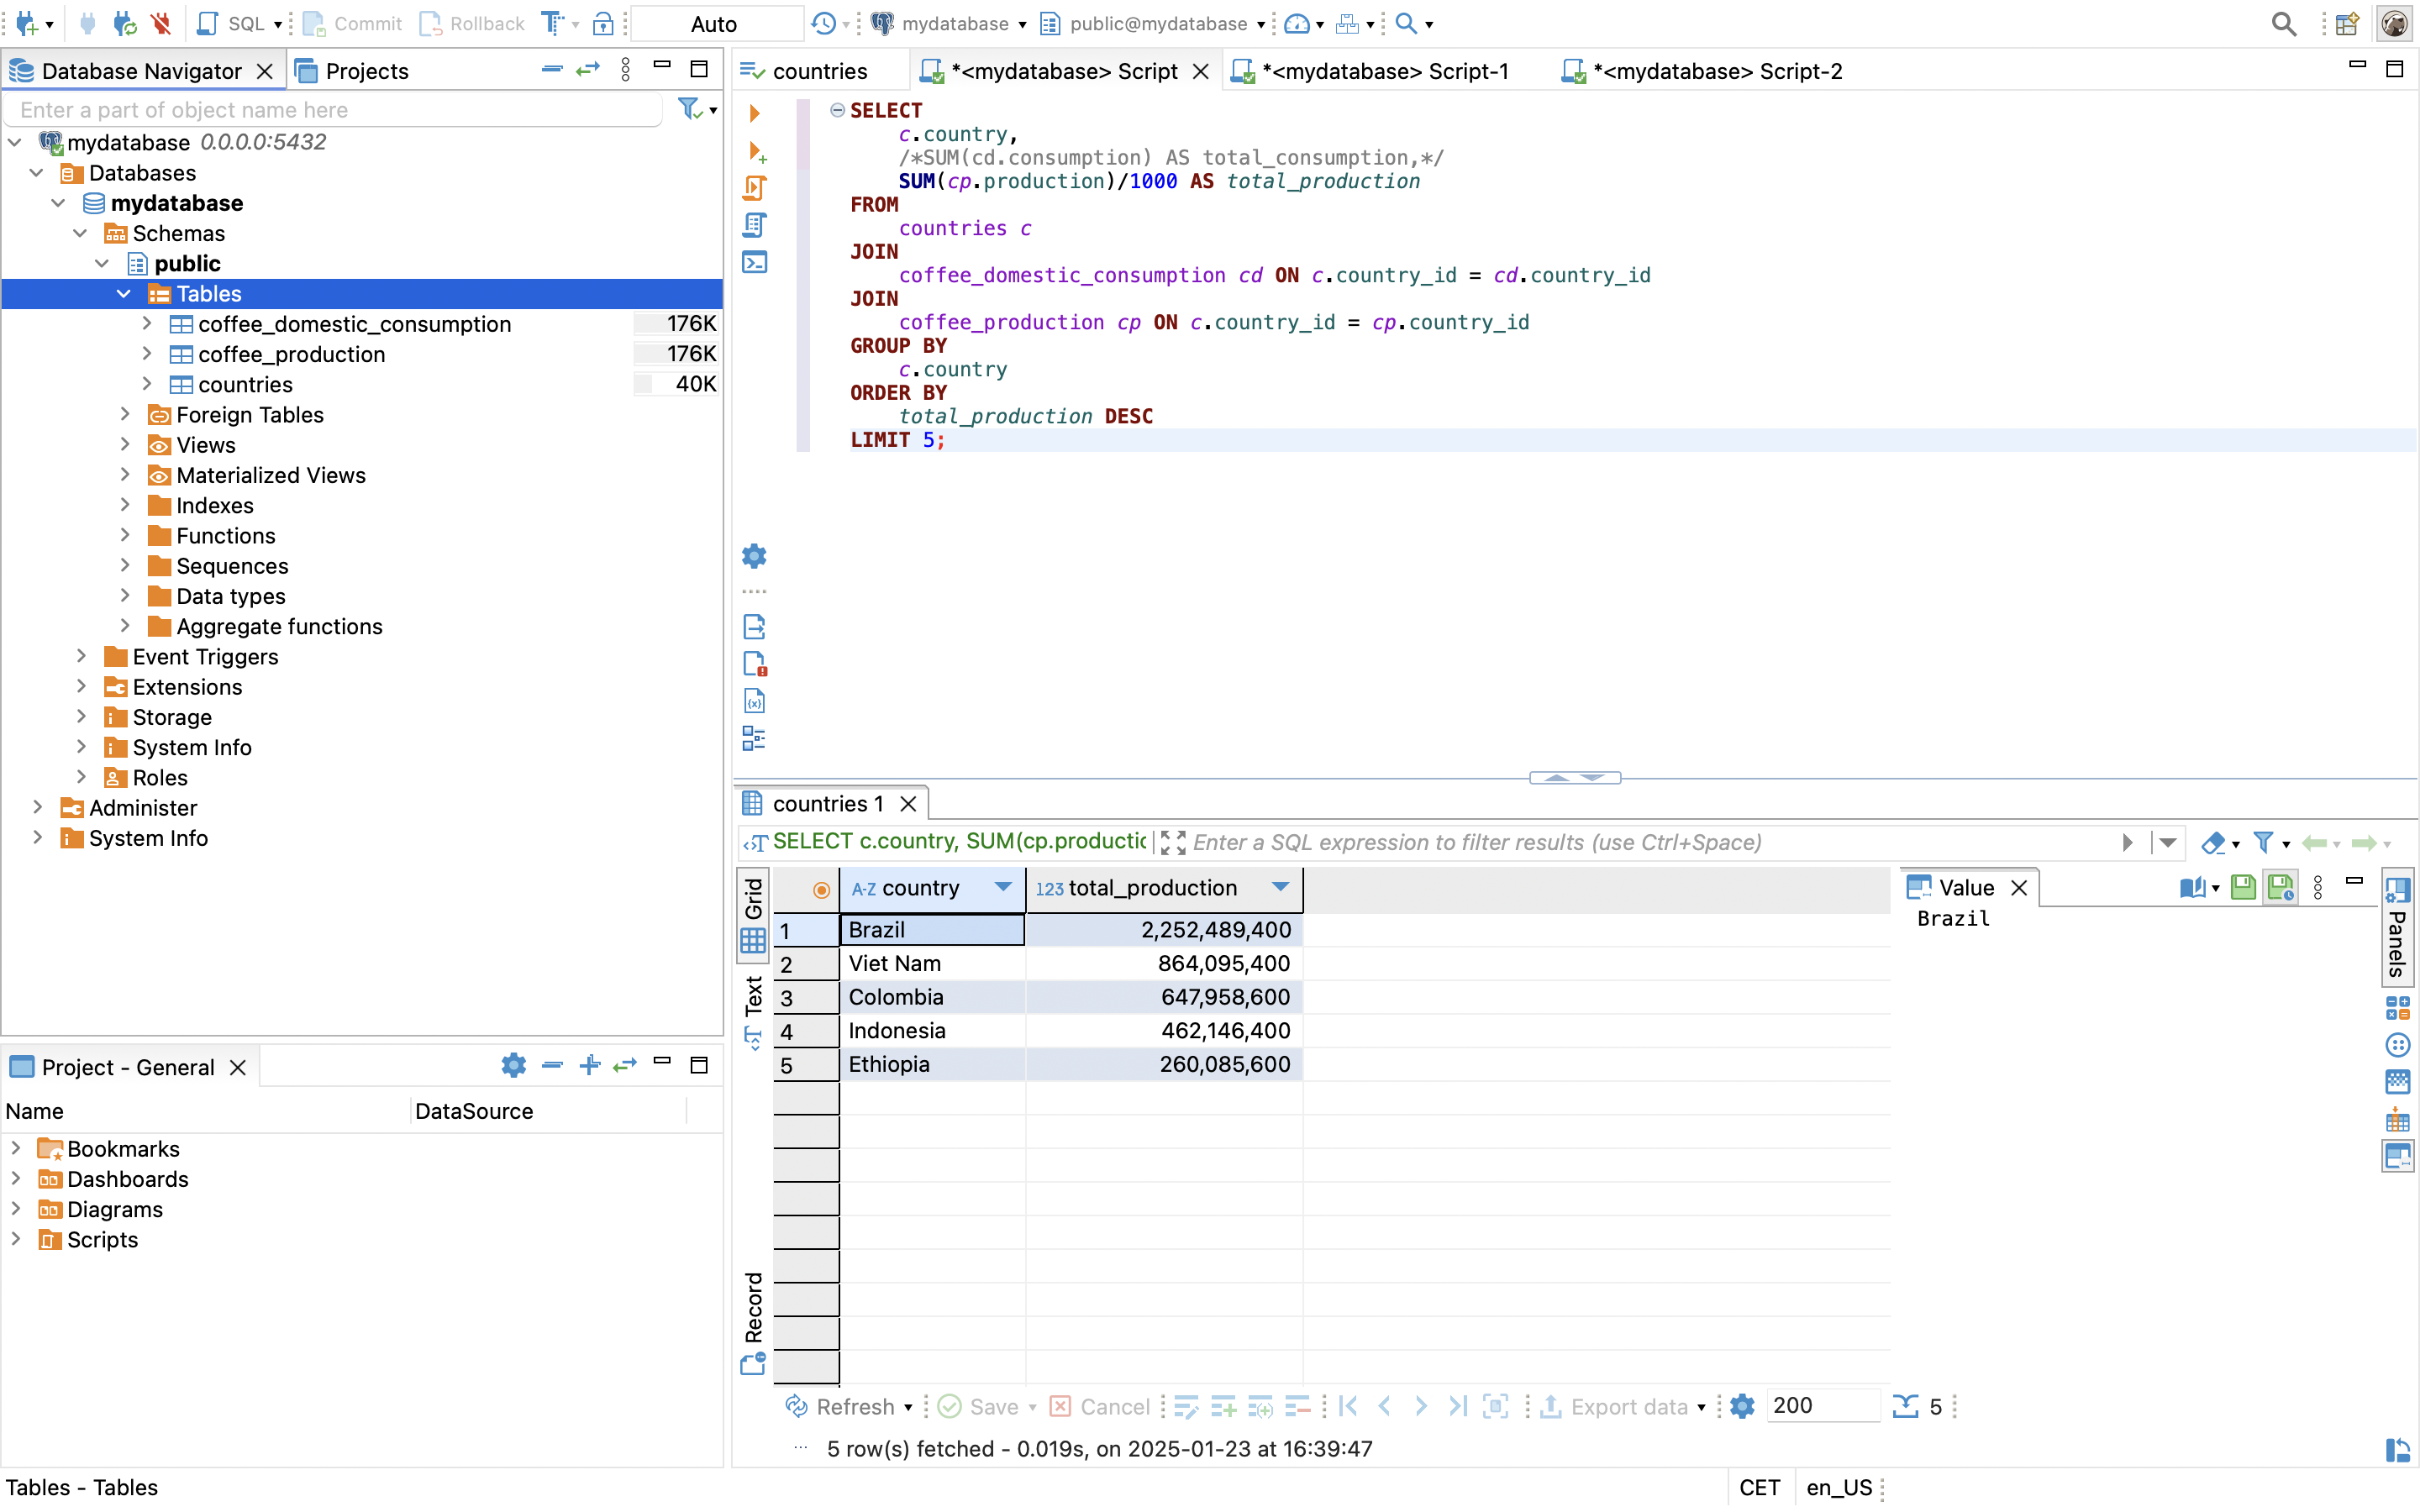 SQL
Commit
Rollback
Auto
mydatabase
public@mydatabase
Database Navigator
Projects
Enter a part of object name here
mydatabase 0.0.0.0:5432
Databases
mydatabase
Schemas
public
Tables
coffee_domestic_consumption 176K
coffee_production 176K
countries 40K
Foreign Tables
Views
Materialized Views
Indexes
Functions
Sequences
Data types
Aggregate functions
Event Triggers
Extensions
Storage
System Info
Roles
Administer
System Info
Project - General
Name DataSource
Bookmarks
Dashboards
Diagrams
Scripts
countries
*<mydatabase> Script
*<mydatabase> Script-1
*<mydatabase> Script-2
SELECT
c.country,
/*SUM(cd.consumption) AS total_consumption,*/
SUM(cp.production)/1000 AS total_production
FROM
countries c
JOIN
coffee_domestic_consumption cd ON c.country_id = cd.country_id
JOIN
coffee_production cp ON c.country_id = cp.country_id
GROUP BY
c.country
ORDER BY
total_production DESC
LIMIT 5;
countries 1
SELECT c.country, SUM(cp.productic
Enter a SQL expression to filter results (use Ctrl+Space)
Grid
Text
Record
A-Z country 123 total_production
1 Brazil 2,252,489,400
2 Viet Nam 864,095,400
3 Colombia 647,958,600
4 Indonesia 462,146,400
5 Ethiopia 260,085,600
Value
Brazil
Panels
Refresh
Save
Cancel
Export data
200
5
5 row(s) fetched - 0.019s, on 2025-01-23 at 16:39:47
Tables - Tables
CET
en_US